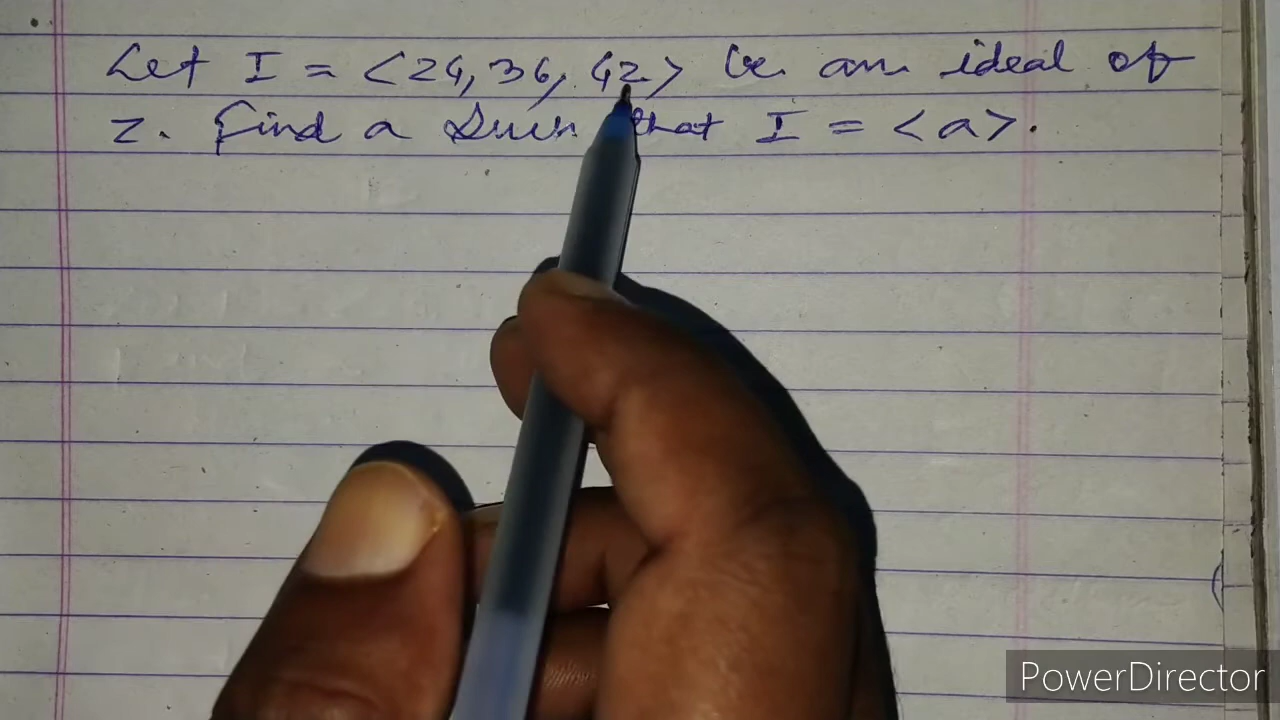 Let I = <24, 36, 42> be an ideal of
Z. Find a such that I = <a>.
PowerDirector